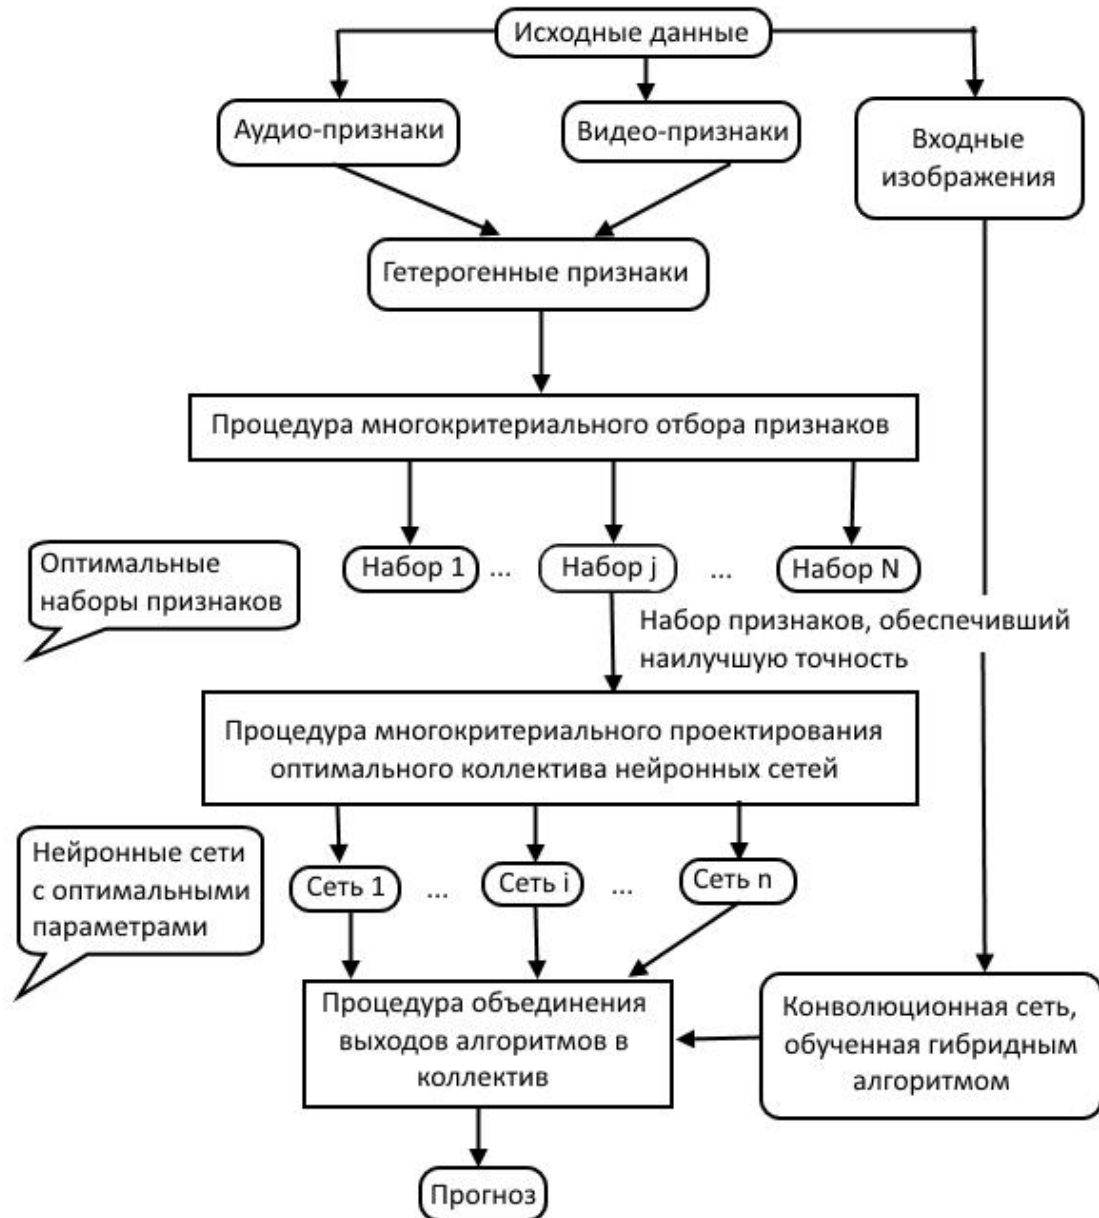 Исходные данные
Аудио-признаки
Видео-признаки
Входные
изображения
Гетерогенные признаки
Процедура многокритериального отбора признаков
Оптимальные
наборы признаков
Набор 1
...
Набор j
...
Набор N
Набор признаков, обеспечивший
наилучшую точность
Процедура многокритериального проектирования
оптимального коллектива нейронных сетей
Нейронные сети
с оптимальными
параметрами
Сеть 1
...
Сеть i
...
Сеть n
Процедура объединения
выходов алгоритмов в
коллектив
Конволюционная сеть,
обученная гибридным
алгоритмом
Прогноз